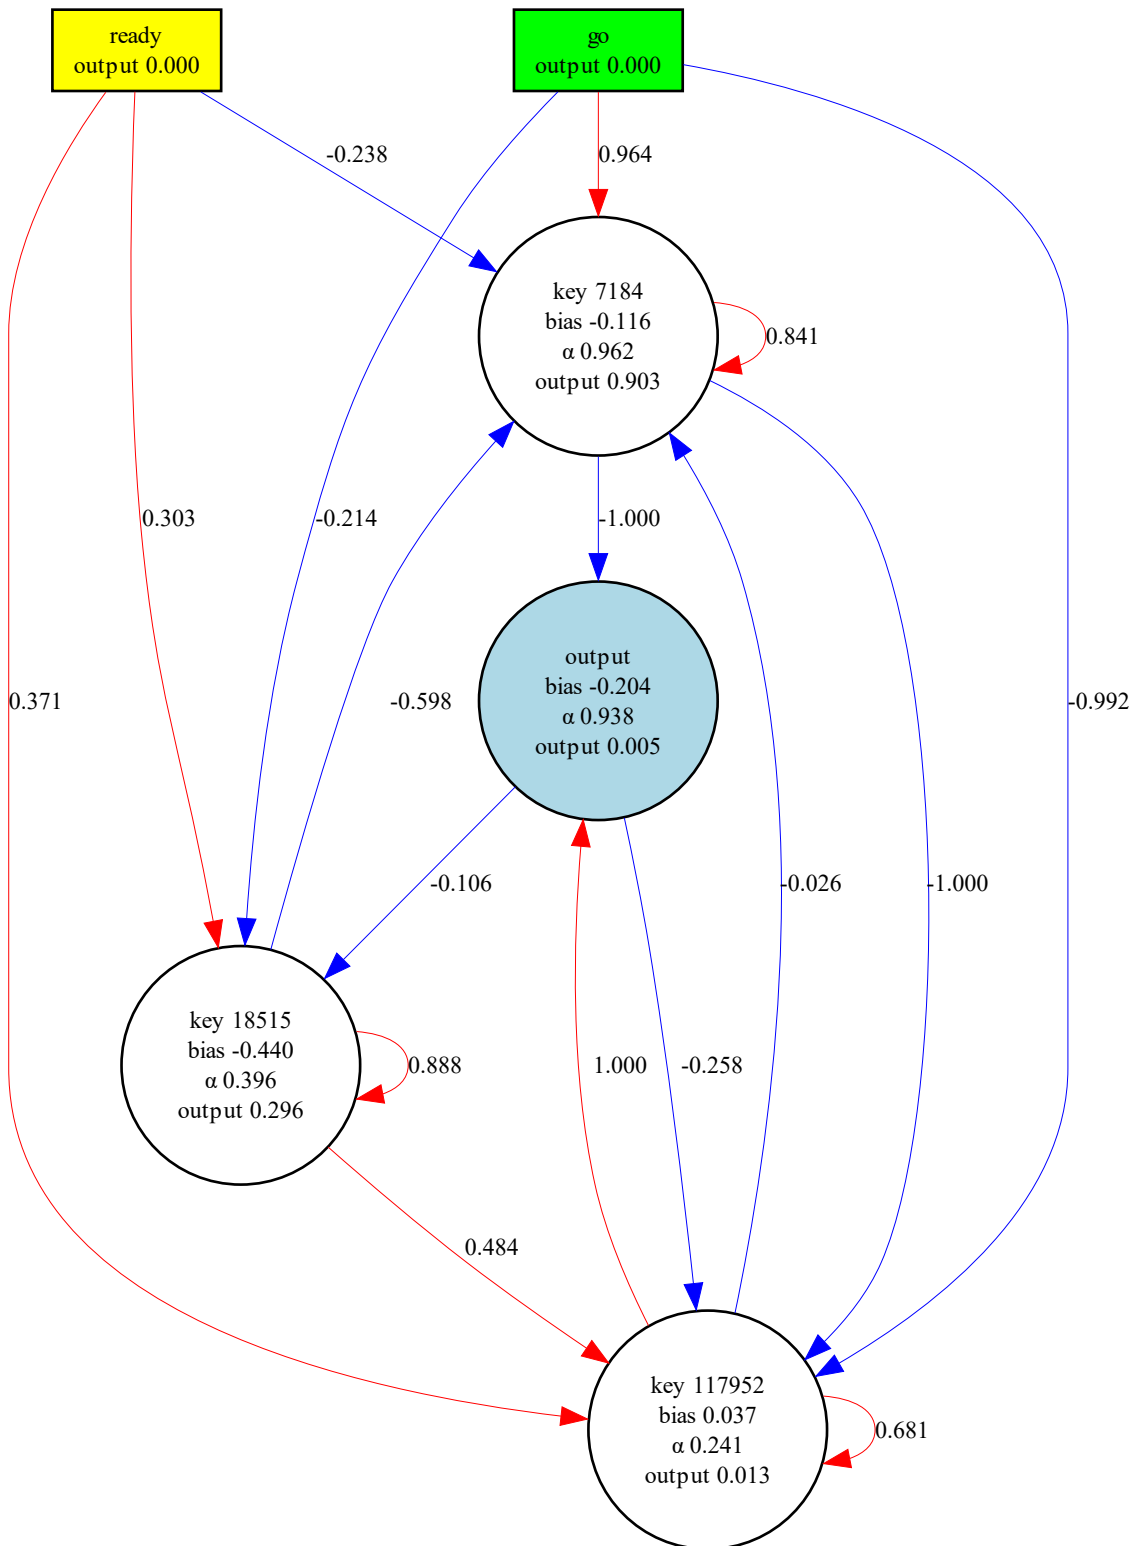 ready
output 0.000
go
output 0.000
-0.238
0.964
key 7184
bias -0.116
α 0.962
output 0.903
0.841
0.303
-0.214
-1.000
0.371
-0.598
output
bias -0.204
α 0.938
output 0.005
-0.992
-0.106
-0.026
-1.000
key 18515
bias -0.440
α 0.396
output 0.296
0.888
1.000
-0.258
0.484
key 117952
bias 0.037
α 0.241
output 0.013
0.681